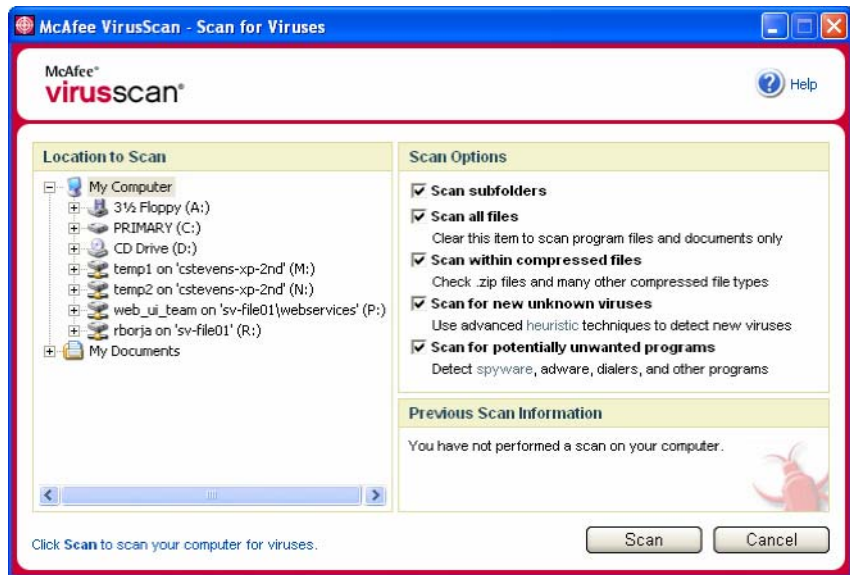 McAfee VirusScan - Scan for Viruses
McAfee®
virusscan®
Help
Location to Scan
My Computer
3½ Floppy (A:)
PRIMARY (C:)
CD Drive (D:)
temp1 on 'cstevens-xp-2nd' (M:)
temp2 on 'cstevens-xp-2nd' (N:)
web_ui_team on 'sv-file01\webservices' (P:)
rborja on 'sv-file01' (R:)
My Documents
Scan Options
Scan subfolders
Scan all files
Clear this item to scan program files and documents only
Scan within compressed files
Check .zip files and many other compressed file types
Scan for new unknown viruses
Use advanced heuristic techniques to detect new viruses
Scan for potentially unwanted programs
Detect spyware, adware, dialers, and other programs
Previous Scan Information
You have not performed a scan on your computer.
Click Scan to scan your computer for viruses.
Scan
Cancel